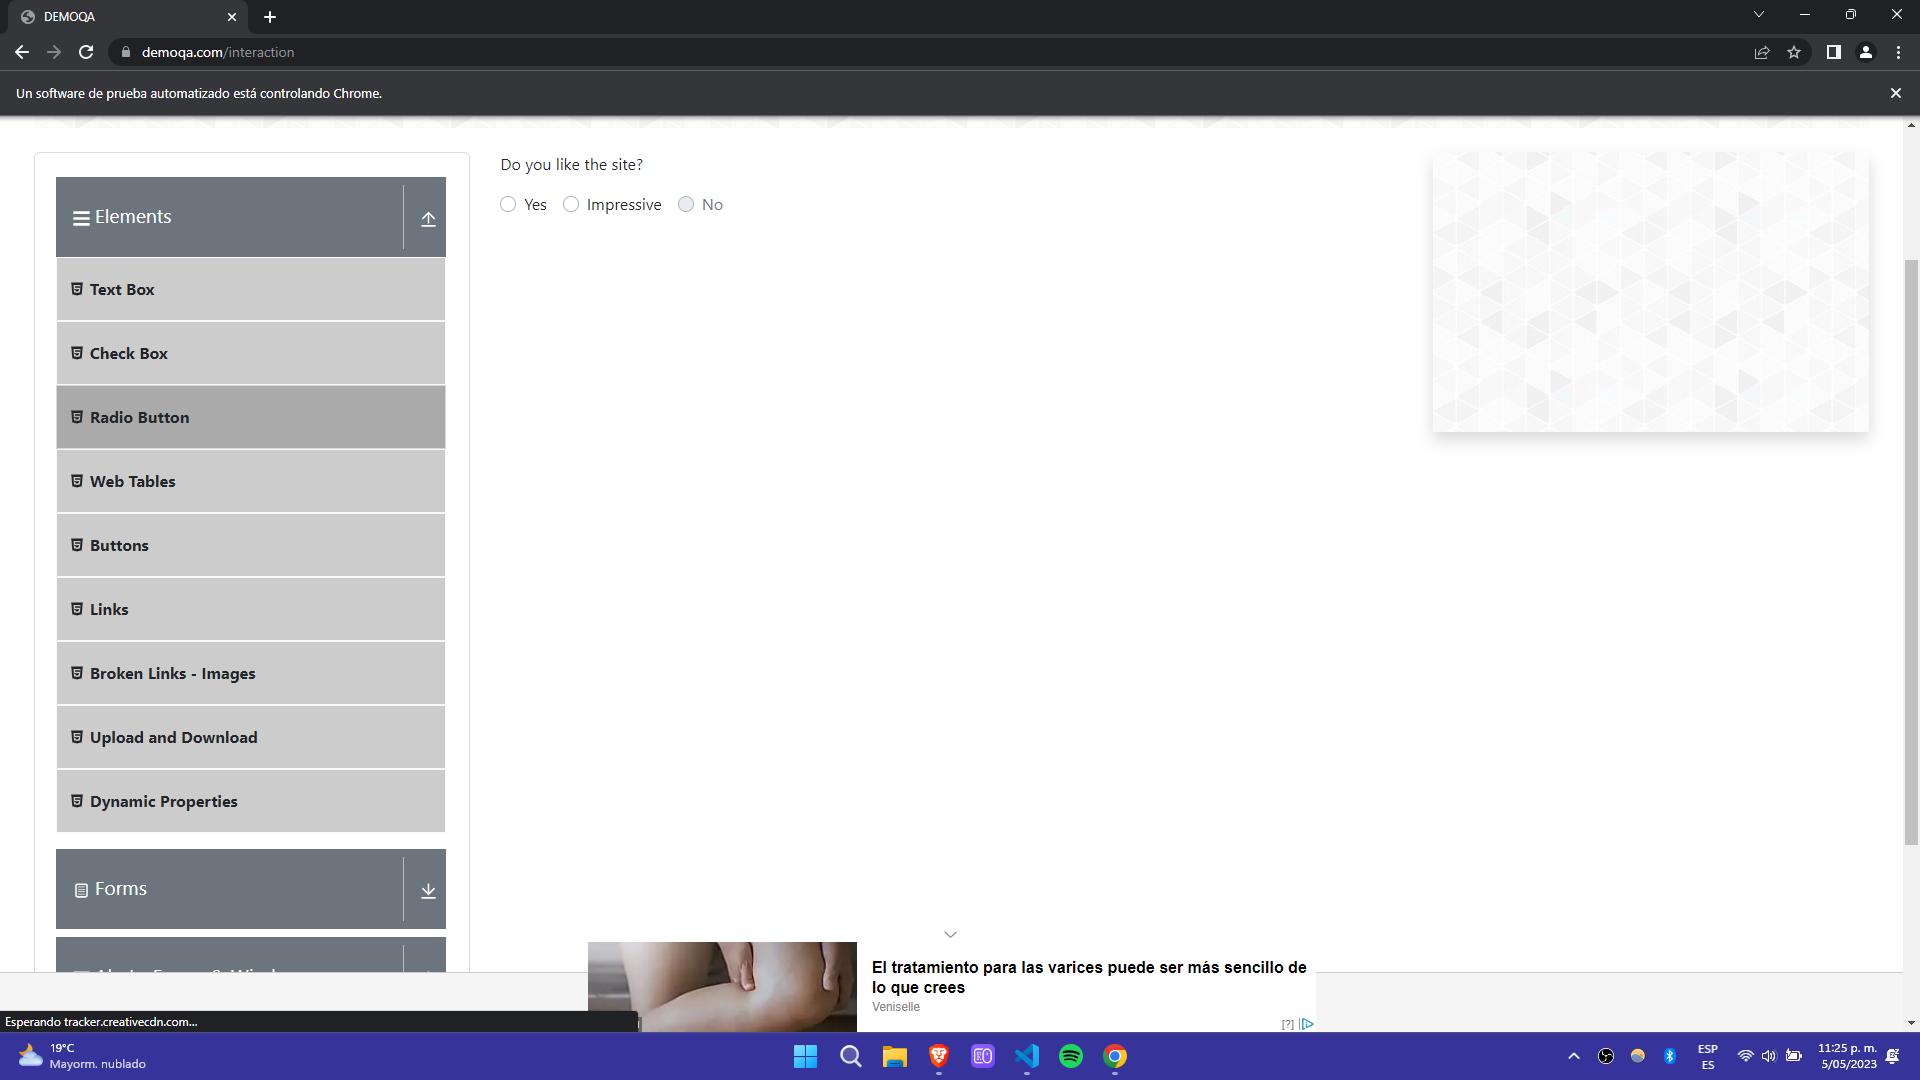 DEMOQA
demoqa.com/interaction
Un software de prueba automatizado está controlando Chrome.
Do you like the site?
Yes Impressive No
Elements
Text Box
Check Box
Radio Button
Web Tables
Buttons
Links
Broken Links - Images
Upload and Download
Dynamic Properties
Forms
El tratamiento para las varices puede ser más sencillo de
lo que crees
Veniselle
[?]
Esperando tracker.creativecdn.com...
19°C
Mayorm. nublado
ESP
ES
11:25 p. m.
5/05/2023